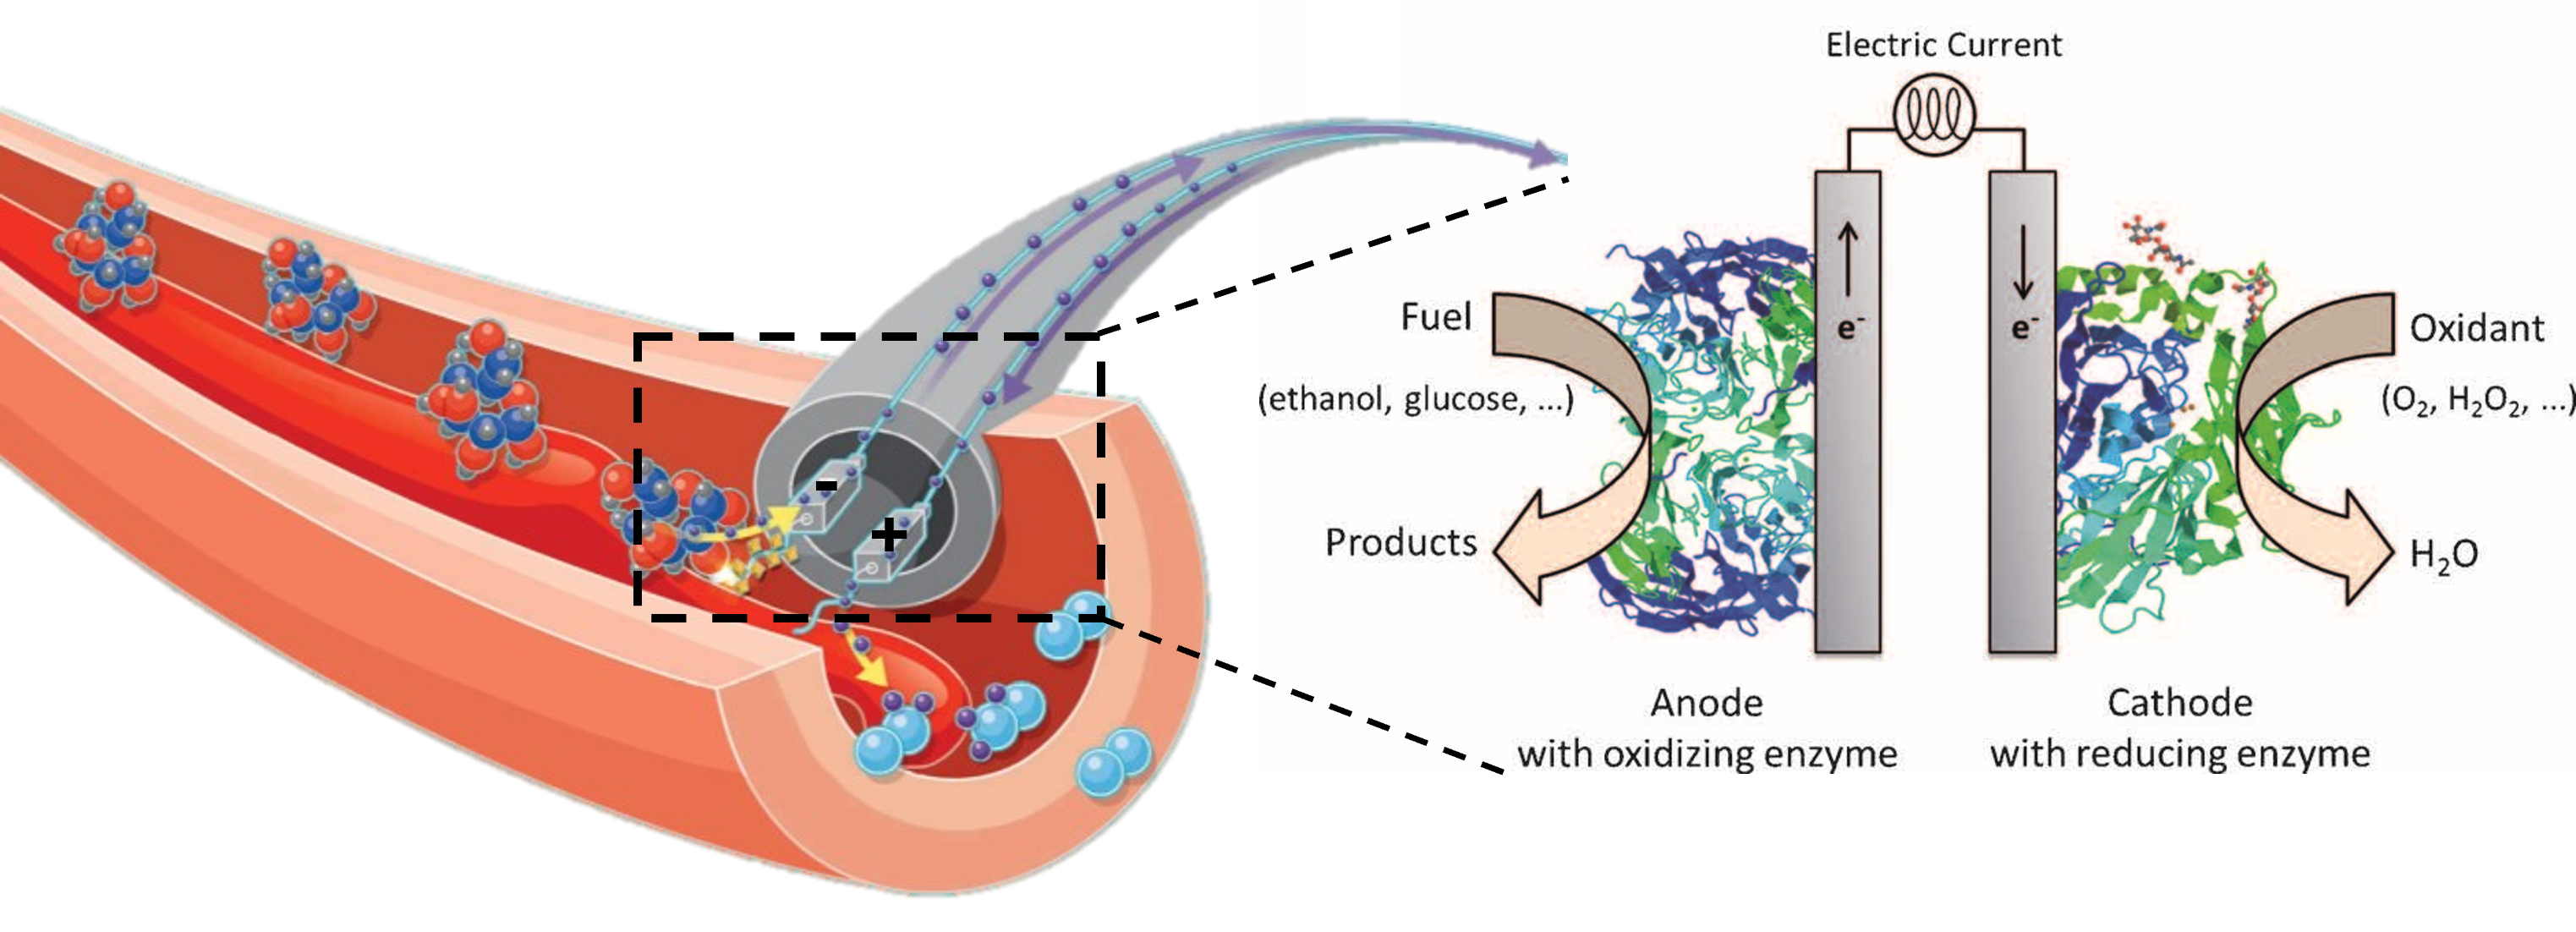 Electric Current
-
+
Fuel
(ethanol, glucose, ...)
Products
e-
e-
Oxidant
(O₂, H₂O₂, ...)
H₂O
Anode
with oxidizing enzyme
Cathode
with reducing enzyme